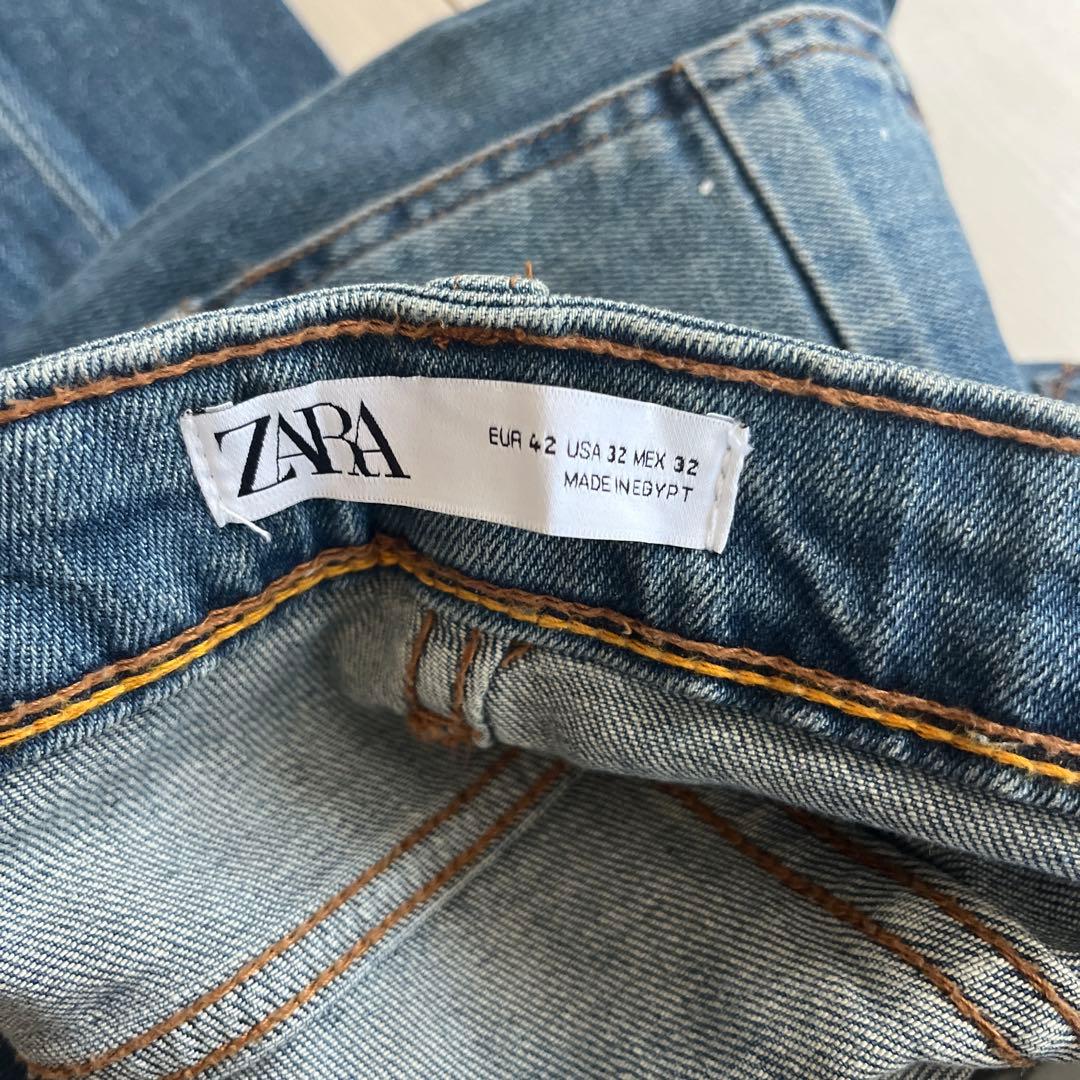 ZARA
EUR 42 USA 32 MEX 32
MADE IN EGYPT